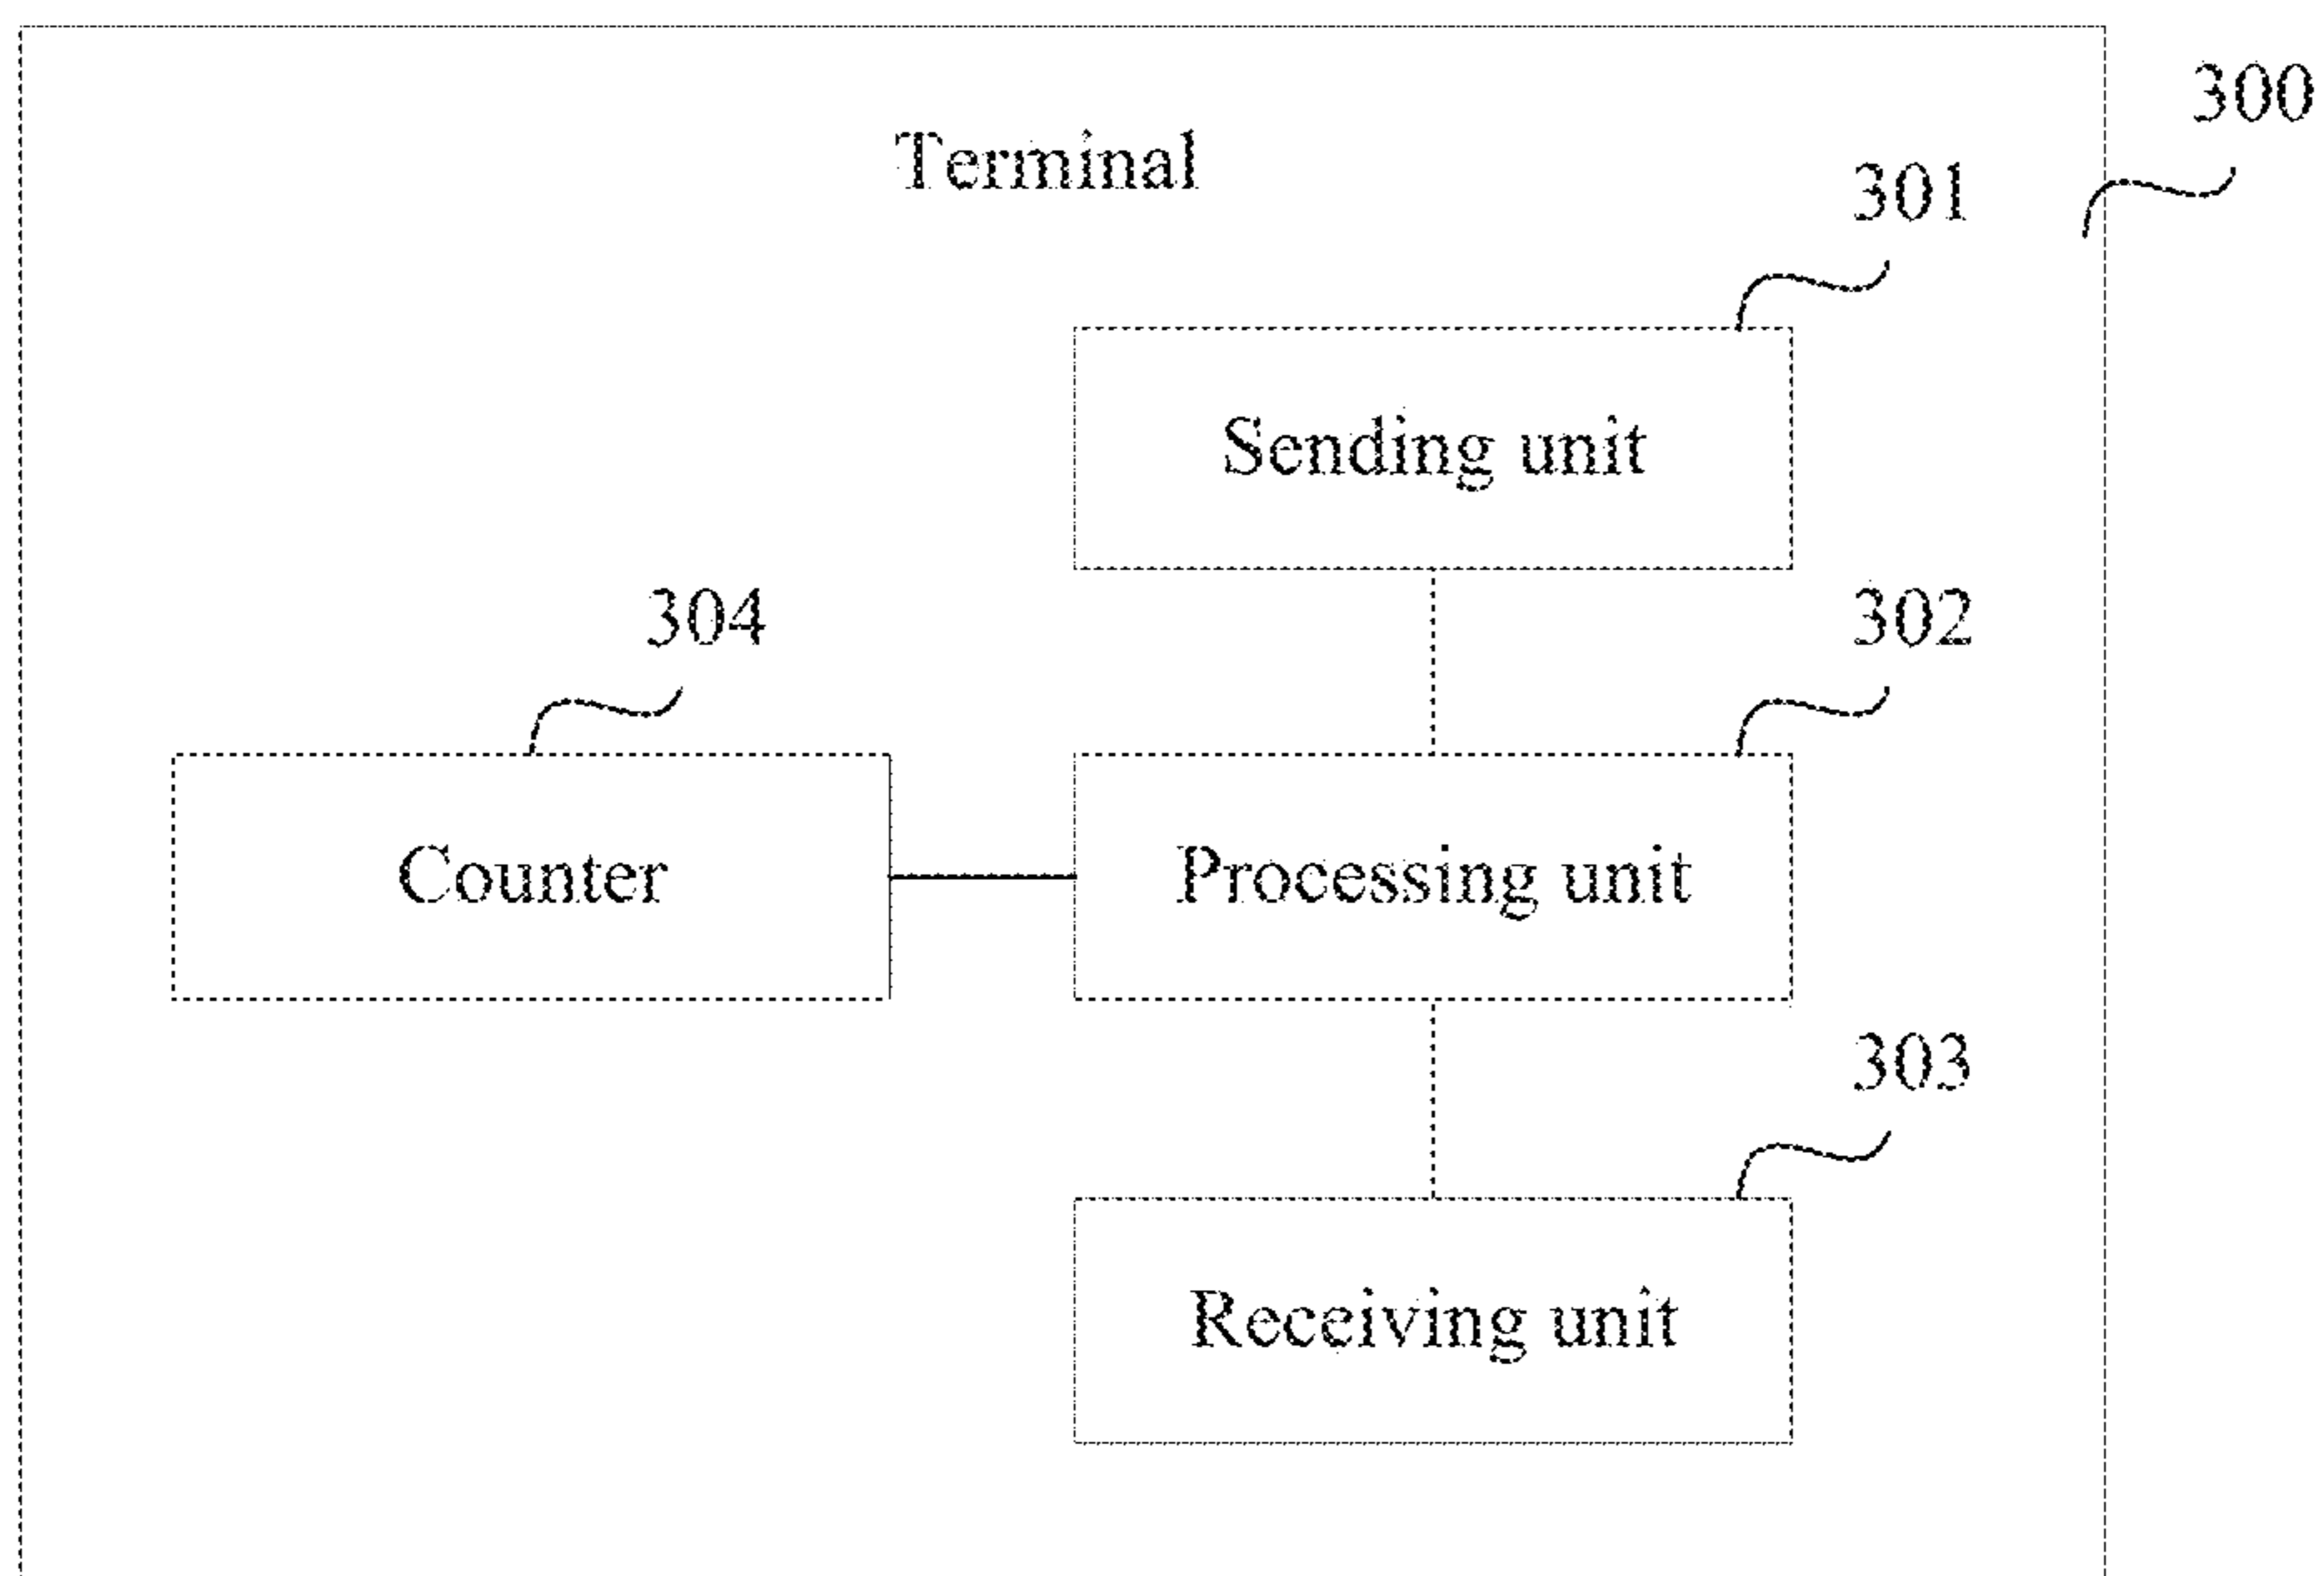 300
Terminal
301
Sending unit
304
302
Counter
Processing unit
303
Receiving unit